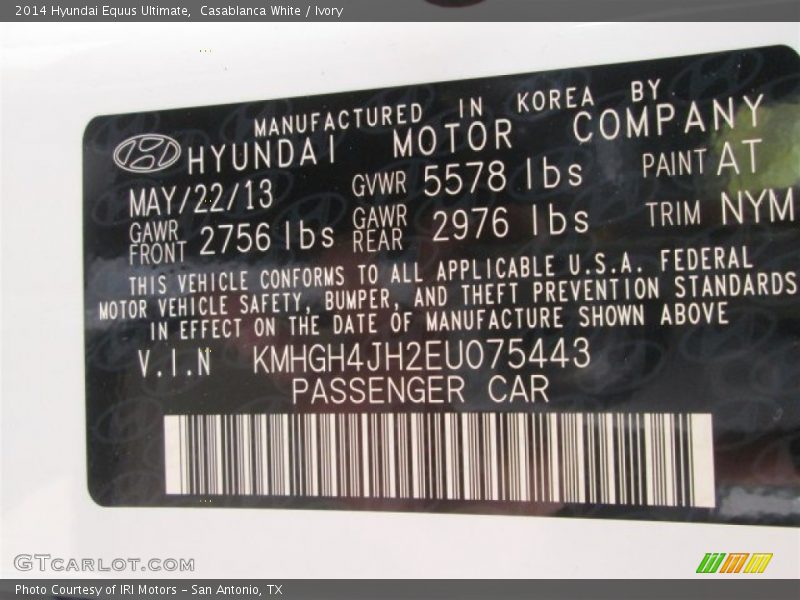 2014 Hyundai Equus Ultimate,  Casablanca White / Ivory
MANUFACTURED IN KOREA BY
HYUNDAI MOTOR COMPANY
MAY/22/13 GVWR 5578 lbs PAINT AT
GAWR FRONT 2756 lbs GAWR REAR 2976 lbs TRIM NYM
THIS VEHICLE CONFORMS TO ALL APPLICABLE U.S.A. FEDERAL
MOTOR VEHICLE SAFETY, BUMPER, AND THEFT PREVENTION STANDARDS
IN EFFECT ON THE DATE OF MANUFACTURE SHOWN ABOVE
V.I.N KMHGH4JH2EU075443
PASSENGER CAR
GTCARLOT.COM
Photo Courtesy of IRI Motors - San Antonio, TX